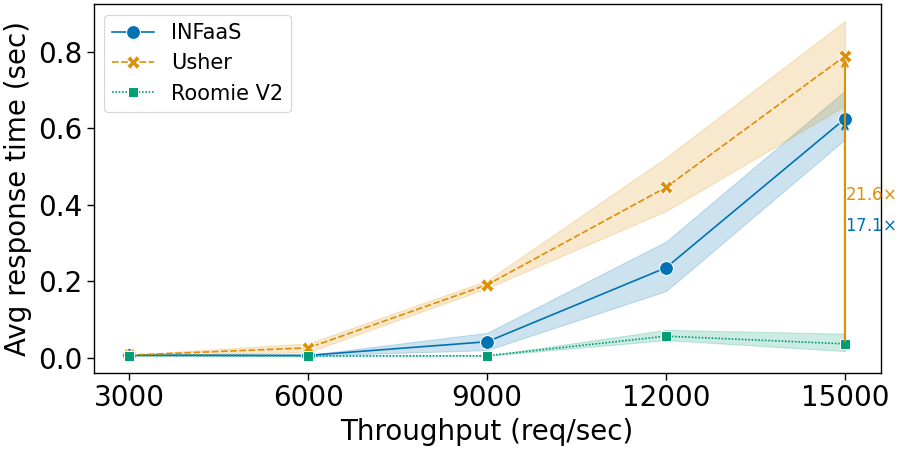 INFaaS
Usher
Roomie V2
Avg response time (sec)
0.8
0.6
0.4
0.2
0.0
21.6×
17.1×
3000 6000 9000 12000 15000
Throughput (req/sec)